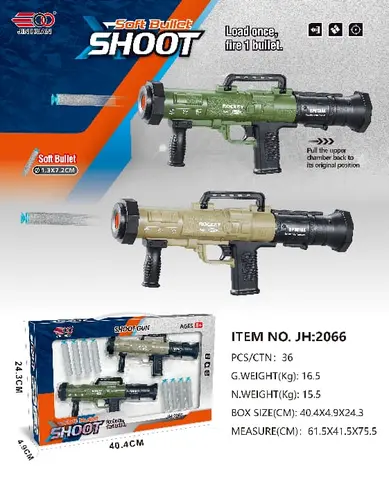 JINHUAN
Soft Bullet
SHOOT
Load once,
fire 1 bullet.
Soft Bullet
Ø 1.3X7.2CM
ROCKET
Pull the upper
chamber back to
its original position
ROCKET
SHOOT GUN
AGES 8+
Soft Bullet
SHOOT
24.3CM
4.9CM
40.4CM
ITEM NO. JH:2066
PCS/CTN: 36
G.WEIGHT(Kg): 16.5
N.WEIGHT(Kg): 15.5
BOX SIZE(CM): 40.4X4.9X24.3
MEASURE(CM): 61.5X41.5X75.5